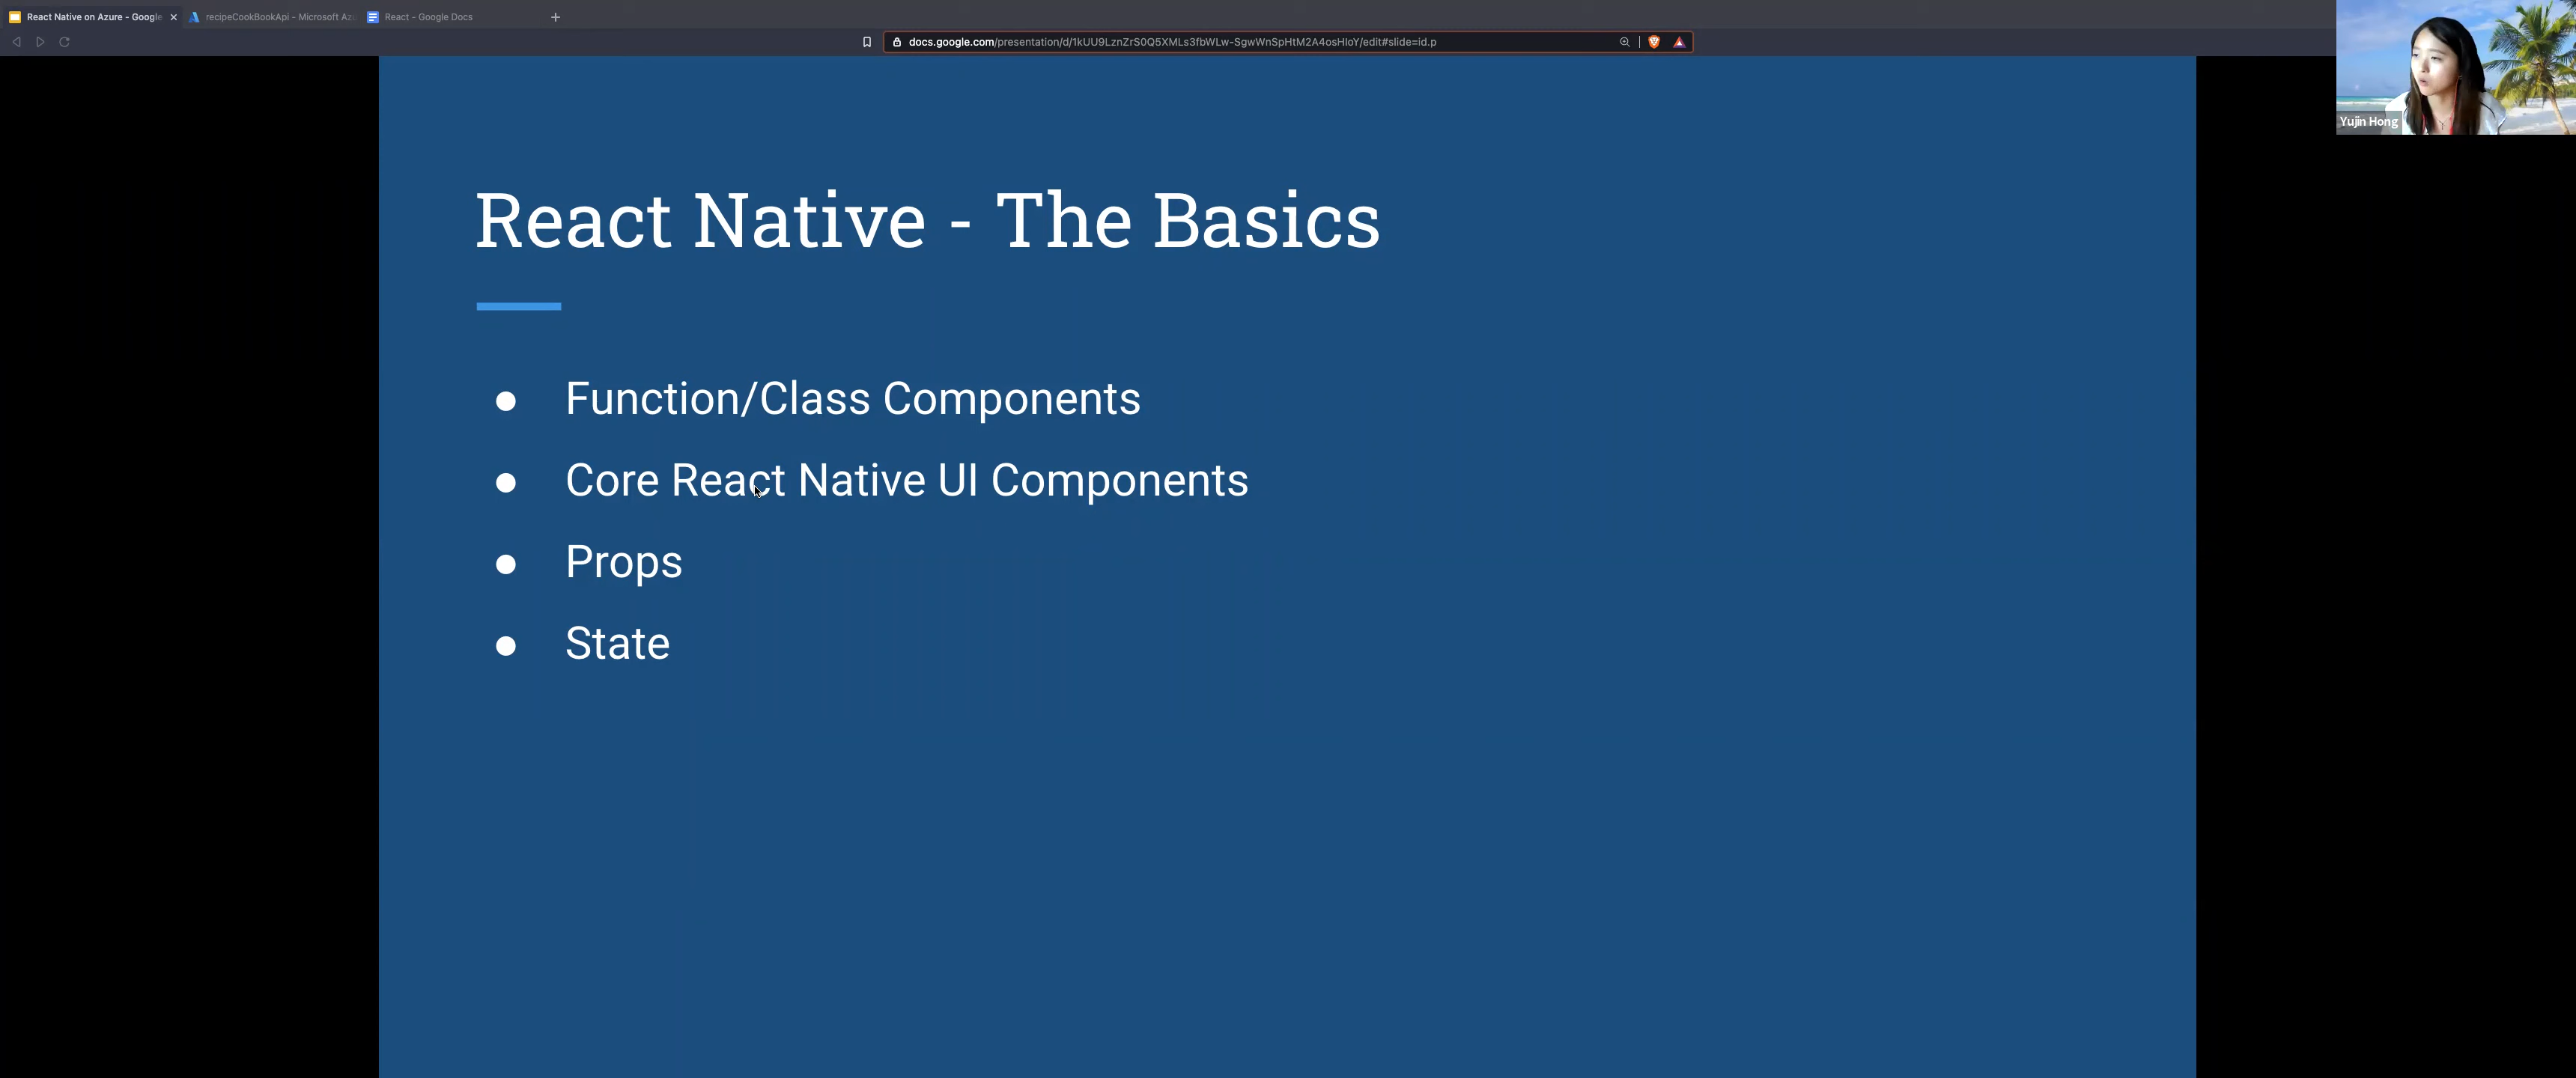 React Native on Azure - Google
recipeCookBookApi - Microsoft Az
React - Google Docs
docs.google.com/presentation/d/1kUU9LznZrS0Q5XMLs3fbWLw-SgwWnSpHtM2A4osHIoY/edit#slide=id.p
Yujin Hong
React Native - The Basics
● Function/Class Components
● Core React Native UI Components
● Props
● State